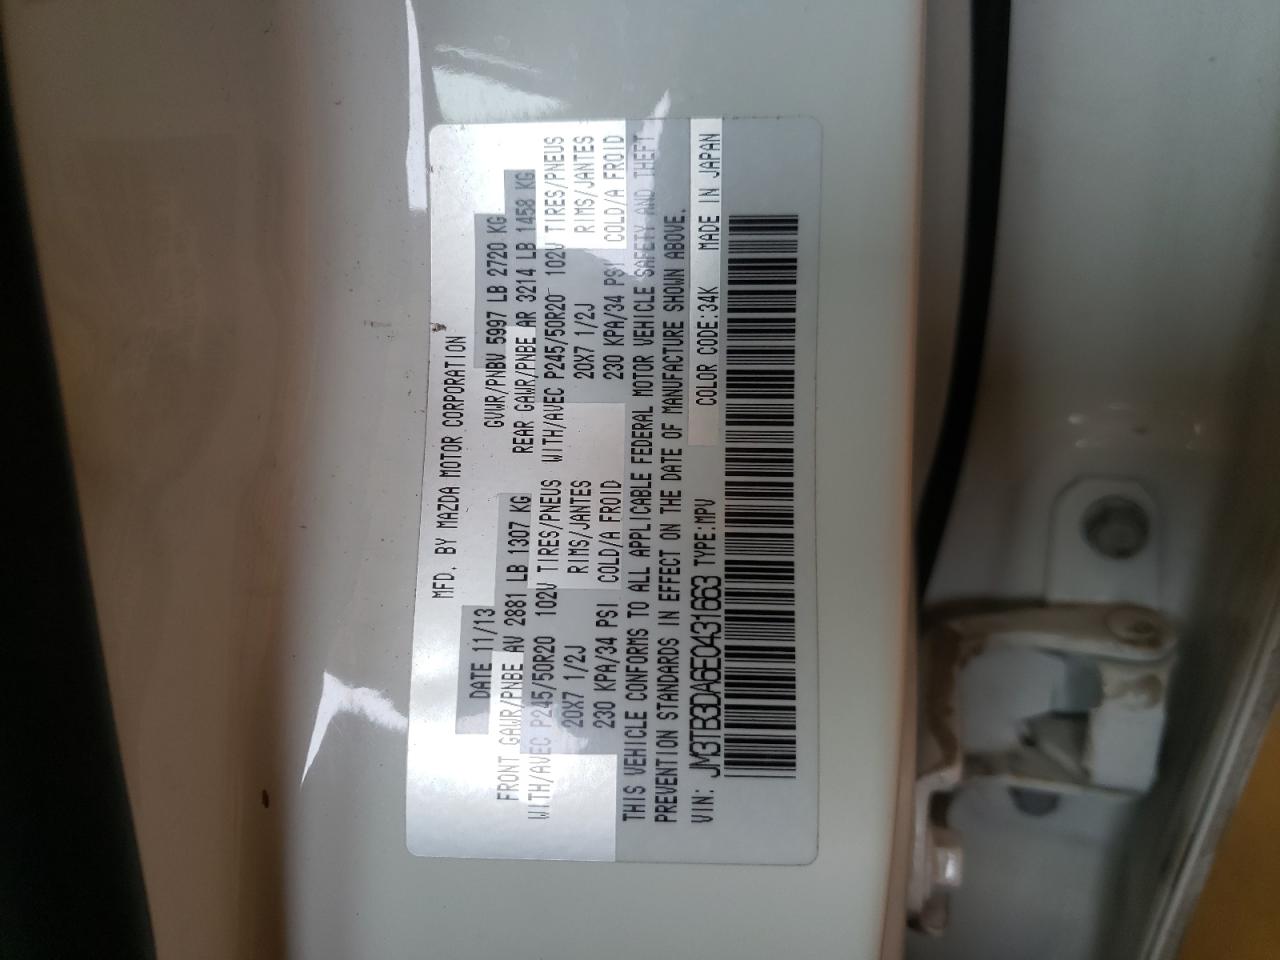 MFD. BY MAZDA MOTOR CORPORATION
DATE 11/13 GVWR/PNBV 5997 LB 2720 KG
FRONT GAWR/PNBE AV 2881 LB 1307 KG REAR GAWR/PNBE AR 3214 LB 1458 KG
WITH/AVEC P245/50R20 102V TIRES/PNEUS WITH/AVEC P245/50R20 102V TIRES/PNEUS
20X7 1/2J RIMS/JANTES 20X7 1/2J RIMS/JANTES
230 KPA/34 PSI COLD/A FROID 230 KPA/34 PSI COLD/A FROID
THIS VEHICLE CONFORMS TO ALL APPLICABLE FEDERAL MOTOR VEHICLE SAFETY AND THEFT
PREVENTION STANDARDS IN EFFECT ON THE DATE OF MANUFACTURE SHOWN ABOVE.
VIN: JM3TB3DA6E0431663 TYPE:MPV COLOR CODE:34K MADE IN JAPAN